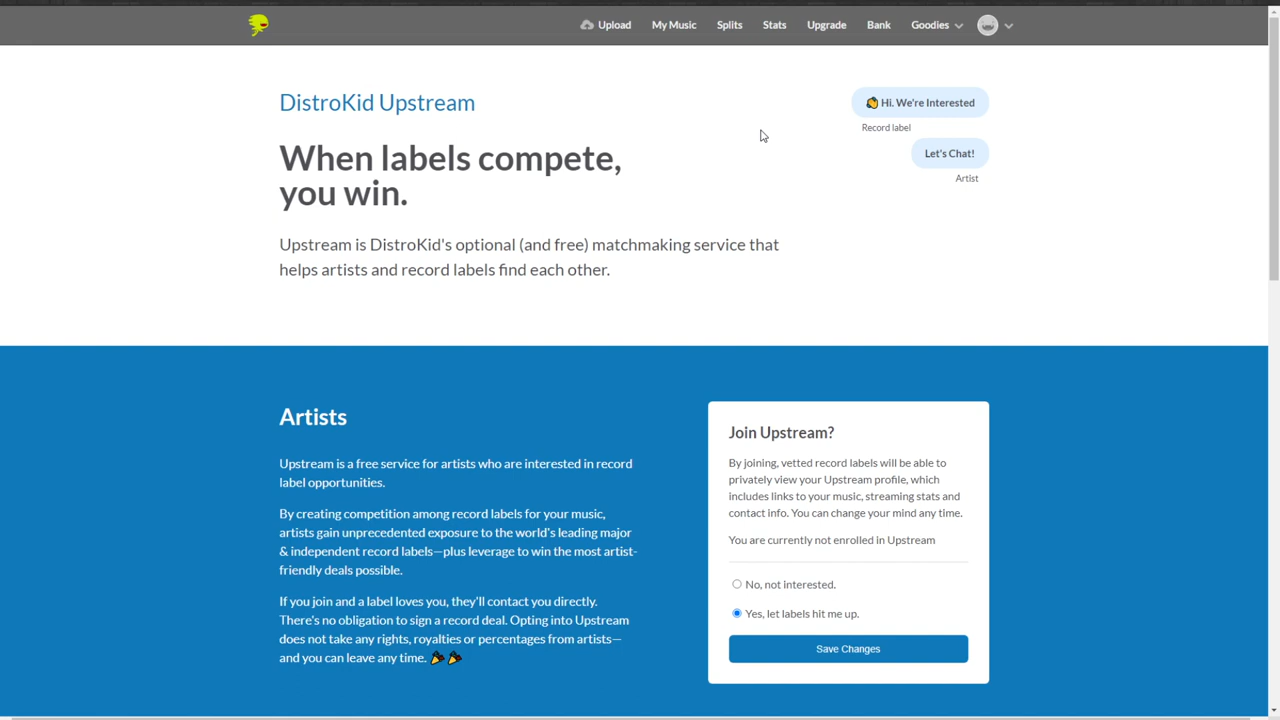 Upload My Music Splits Stats Upgrade Bank Goodies
DistroKid Upstream
When labels compete,
you win.
Upstream is DistroKid's optional (and free) matchmaking service that
helps artists and record labels find each other.
👏 Hi. We're Interested
Record label
Let's Chat!
Artist
Artists
Upstream is a free service for artists who are interested in record
label opportunities.
By creating competition among record labels for your music,
artists gain unprecedented exposure to the world's leading major
& independent record labels—plus leverage to win the most artist-
friendly deals possible.
If you join and a label loves you, they'll contact you directly.
There's no obligation to sign a record deal. Opting into Upstream
does not take any rights, royalties or percentages from artists—
and you can leave any time. 🎉 🎉
Join Upstream?
By joining, vetted record labels will be able to
privately view your Upstream profile, which
includes links to your music, streaming stats and
contact info. You can change your mind any time.
You are currently not enrolled in Upstream
No, not interested.
Yes, let labels hit me up.
Save Changes